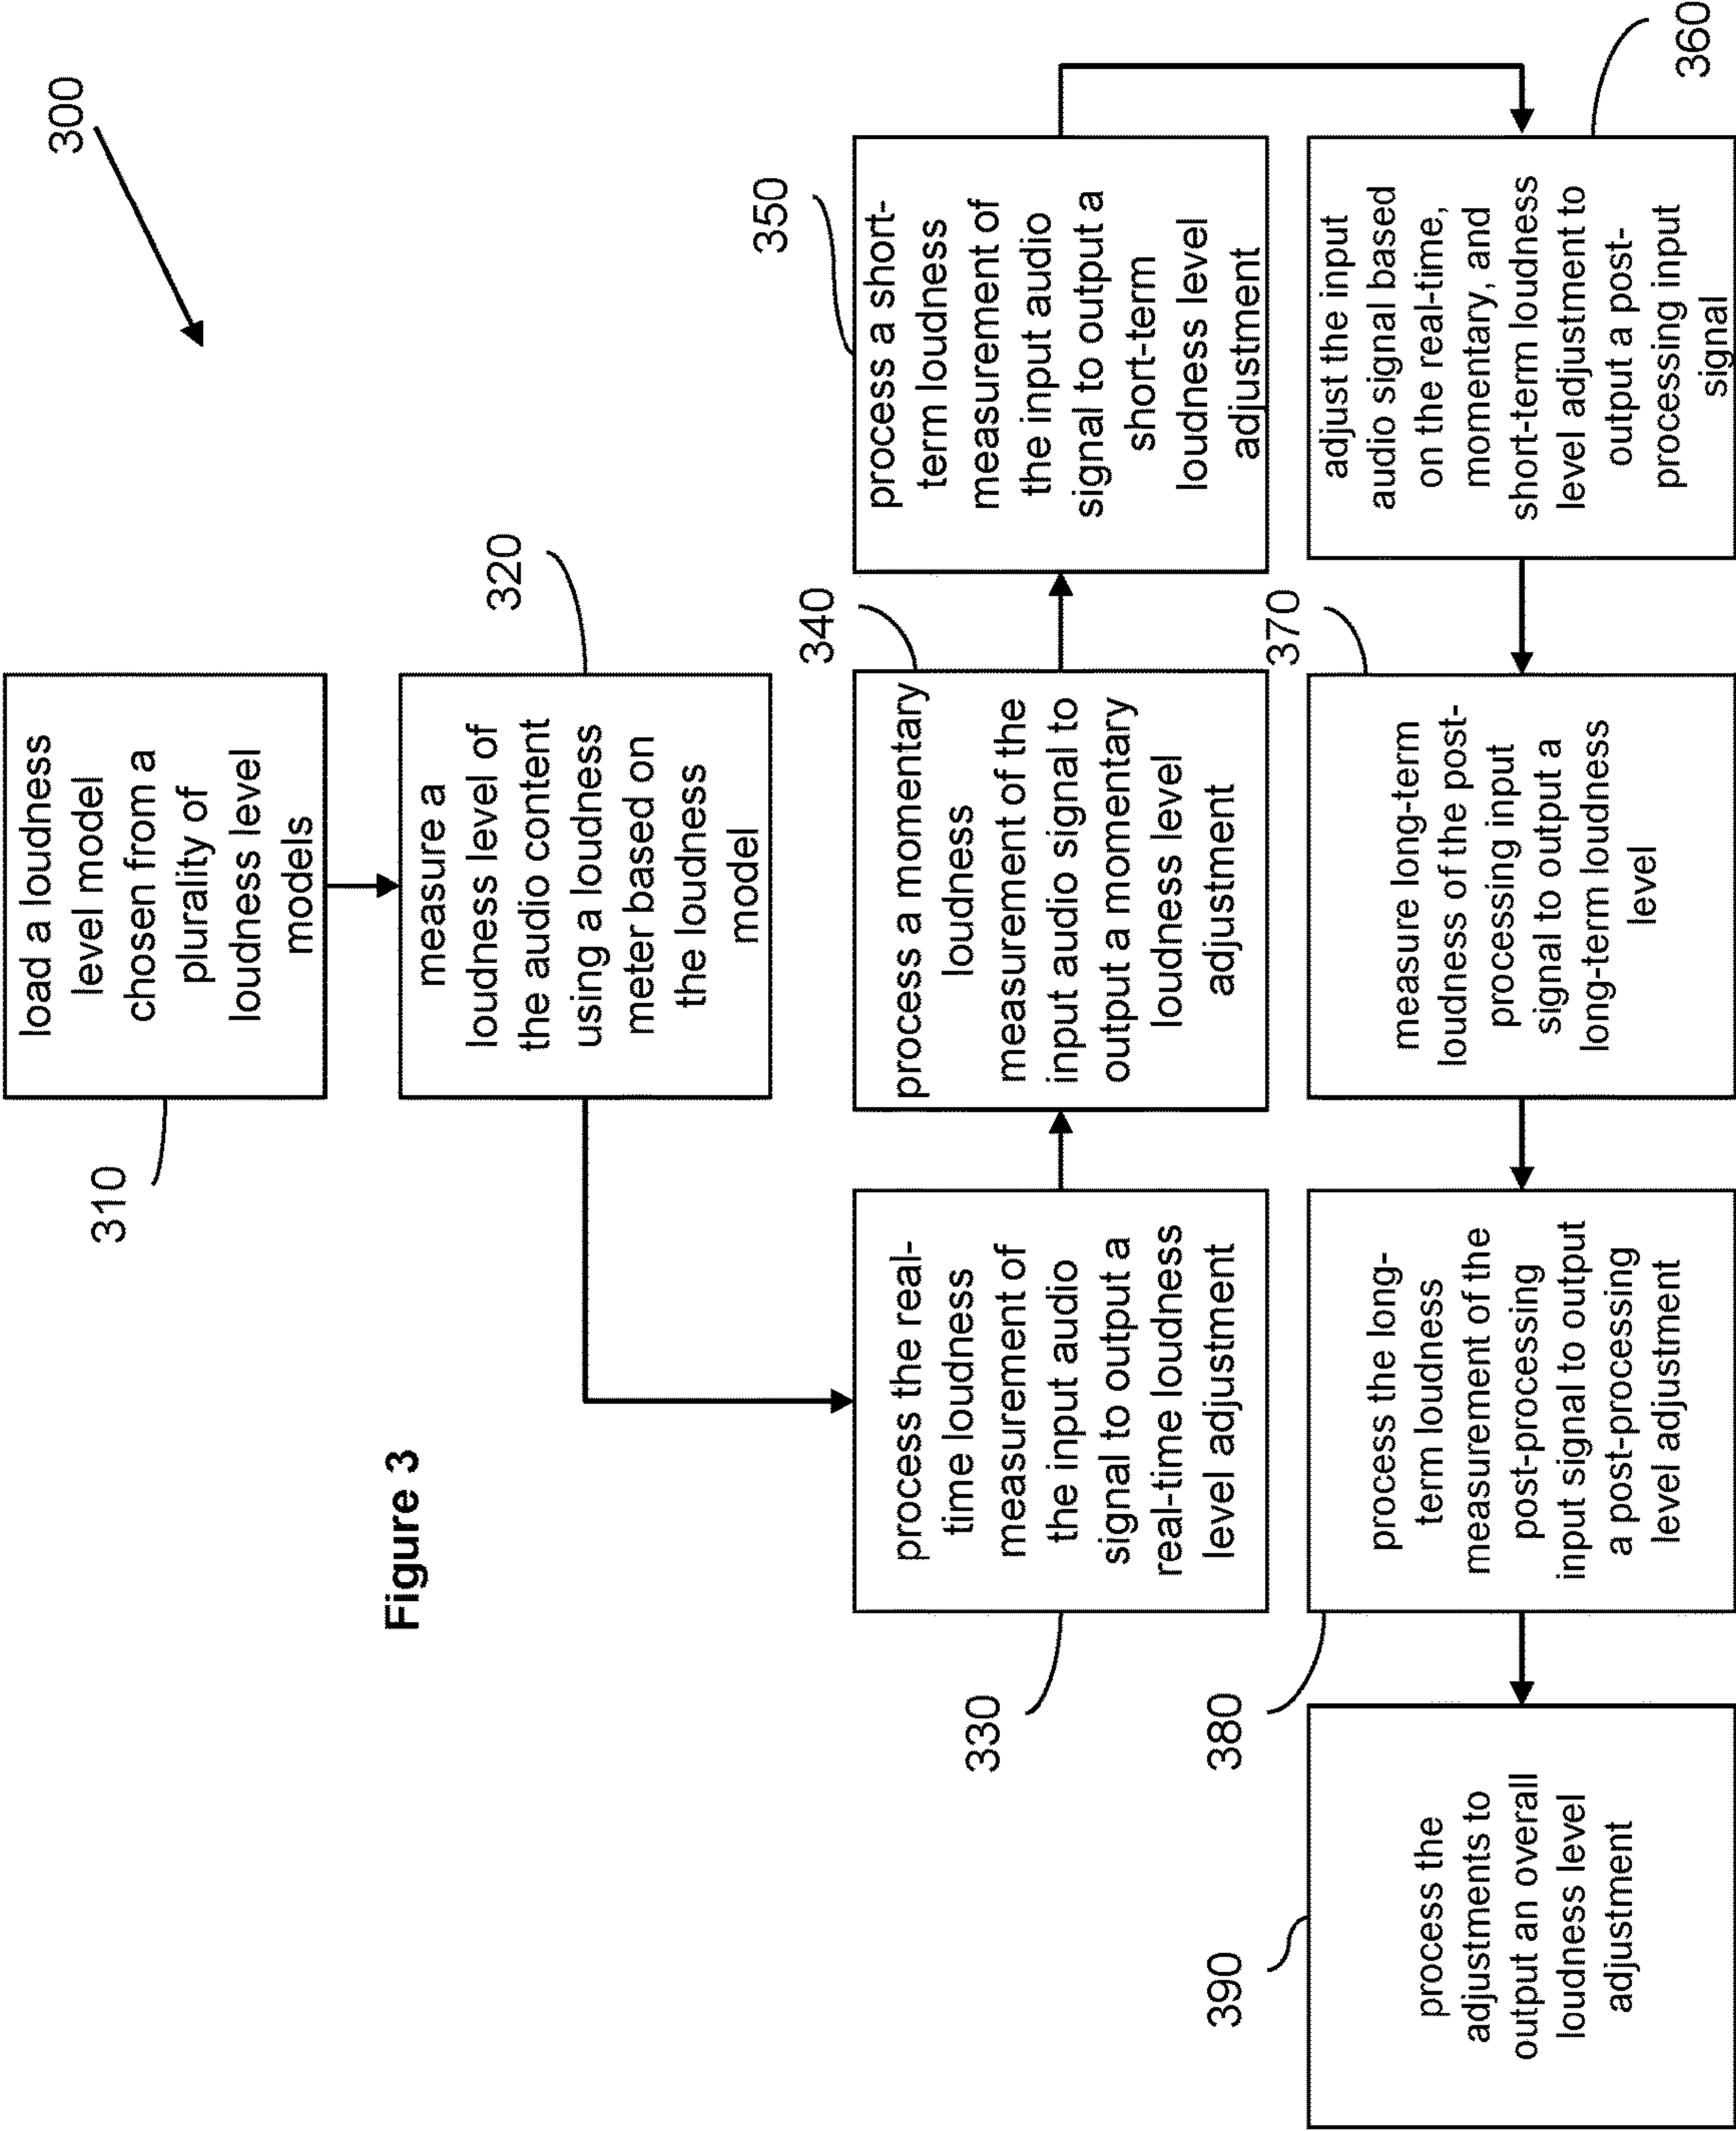 300
310
load a loudness
level model
chosen from a
plurality of
loudness level
models
320
measure a
loudness level of
the audio content
using a loudness
meter based on
the loudness
model
Figure 3
330
process the real-
time loudness
measurement of
the input audio
signal to output a
real-time loudness
level adjustment
340
process a momentary
loudness
measurement of the
input audio signal to
output a momentary
loudness level
adjustment
350
process a short-
term loudness
measurement of
the input audio
signal to output a
short-term
loudness level
adjustment
360
adjust the input
audio signal based
on the real-time,
momentary, and
short-term loudness
level adjustment to
output a post-
processing input
signal
370
measure long-term
loudness of the post-
processing input
signal to output a
long-term loudness
level
380
process the long-
term loudness
measurement of the
post-processing
input signal to output
a post-processing
level adjustment
390
process the
adjustments to
output an overall
loudness level
adjustment